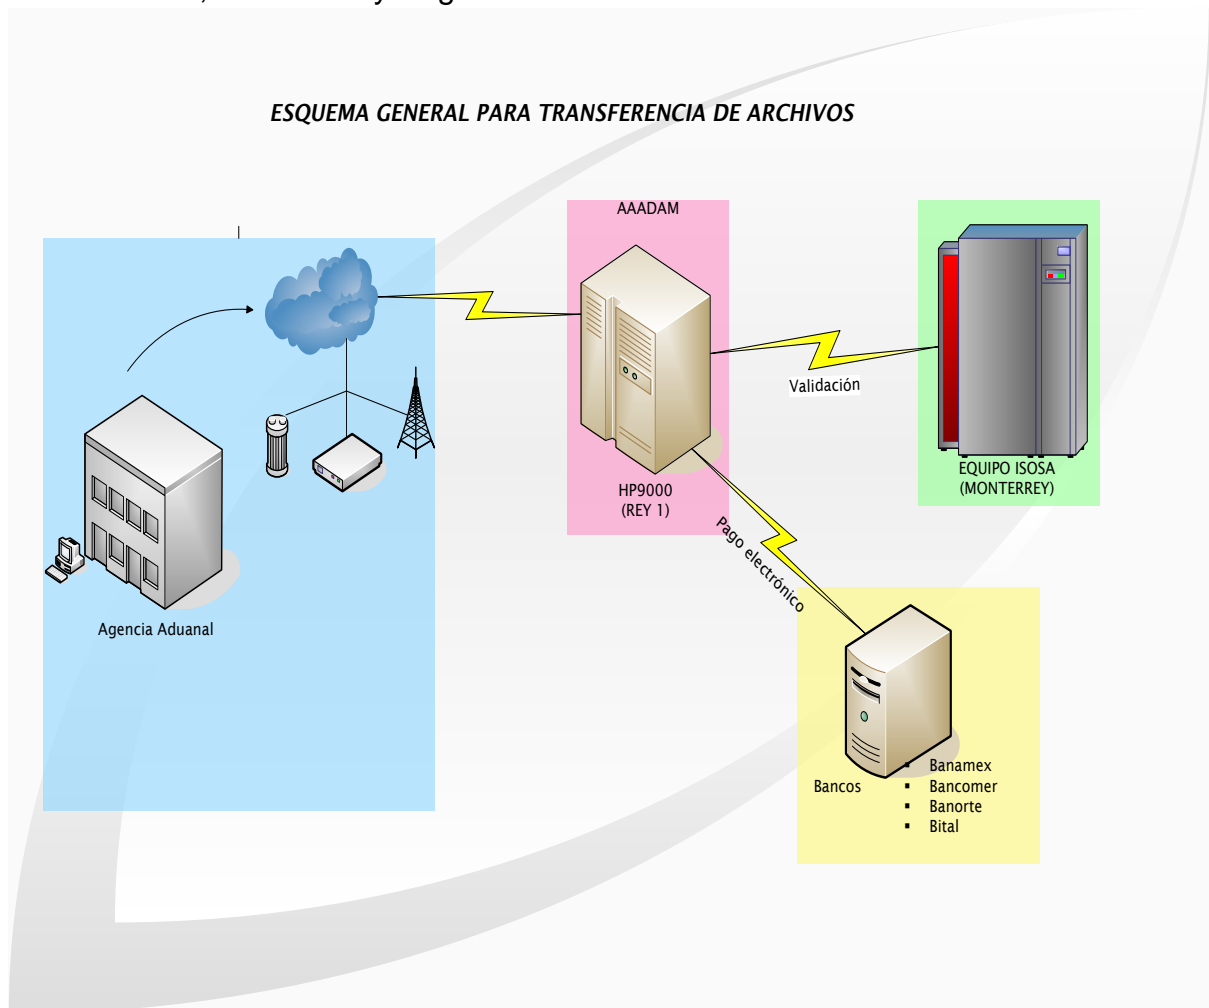 ESQUEMA GENERAL PARA TRANSFERENCIA DE ARCHIVOS
AAADAM
Validación
EQUIPO ISOSA
(MONTERREY)
HP9000
(REY 1)
Pago electrónico
Agencia Aduanal
Bancos
▪ Banamex
▪ Bancomer
▪ Banorte
▪ Bital